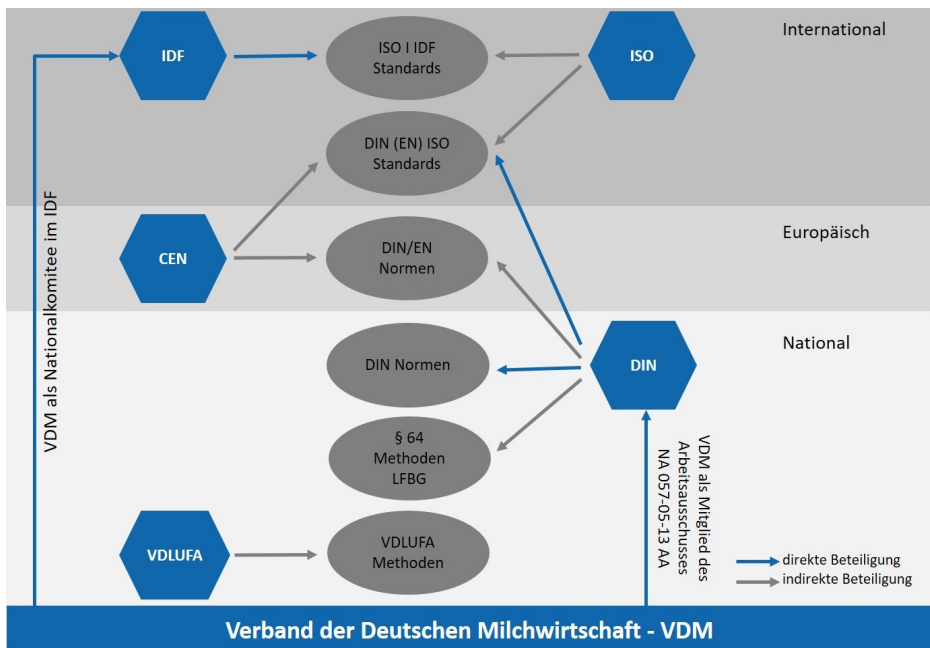 International
IDF
ISO I IDF
Standards
ISO
DIN (EN) ISO
Standards
Europäisch
CEN
DIN/EN
Normen
National
DIN Normen
DIN
§ 64
Methoden
LFBG
VDLUFA
VDLUFA
Methoden
VDM als Nationalkomitee im IDF
VDM als Mitglied des
Arbeitsausschusses
NA 057-05-13 AA
direkte Beteiligung
indirekte Beteiligung
Verband der Deutschen Milchwirtschaft - VDM